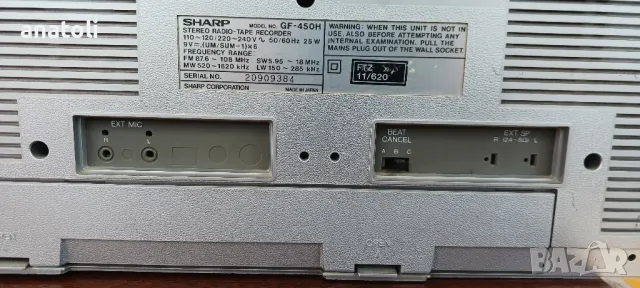 anatoli
SHARP MODEL NO. GF-450H
STEREO RADIO-TAPE RECORDER
110~120/220~240V ∿ 50/60Hz 25W
9V ⎓ (UM/SUM-1)×6
FREQUENCY RANGE:
FM 87.6 ~ 108 MHz SW 5.95 ~ 18 MHz
MW 520 ~ 1620 kHz LW 150 ~ 285 kHz
SERIAL NO. 20909384
SHARP CORPORATION MADE IN JAPAN
WARNING: WHEN THIS UNIT IS NOT IN
USE, ALSO BEFORE ATTEMPTING ANY
INTERNAL EXAMINATION, PULL THE
MAINS PLUG OUT OF THE WALL SOCKET.
FTZ
11/620
EXT MIC
R L
BEAT
CANCEL
A B C
EXT SP
R (24-8Ω) L
OPEN
BAZAR
bg